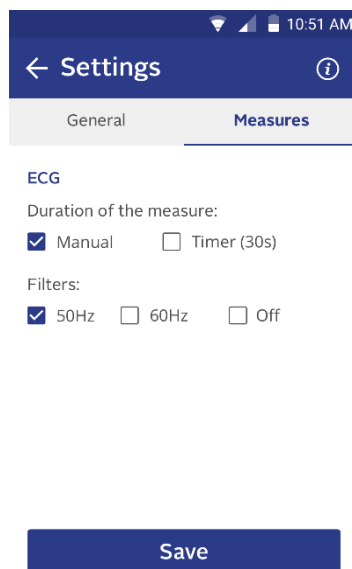 10:51 AM
Settings
General Measures
ECG
Duration of the measure:
Manual Timer (30s)
Filters:
50Hz 60Hz Off
Save